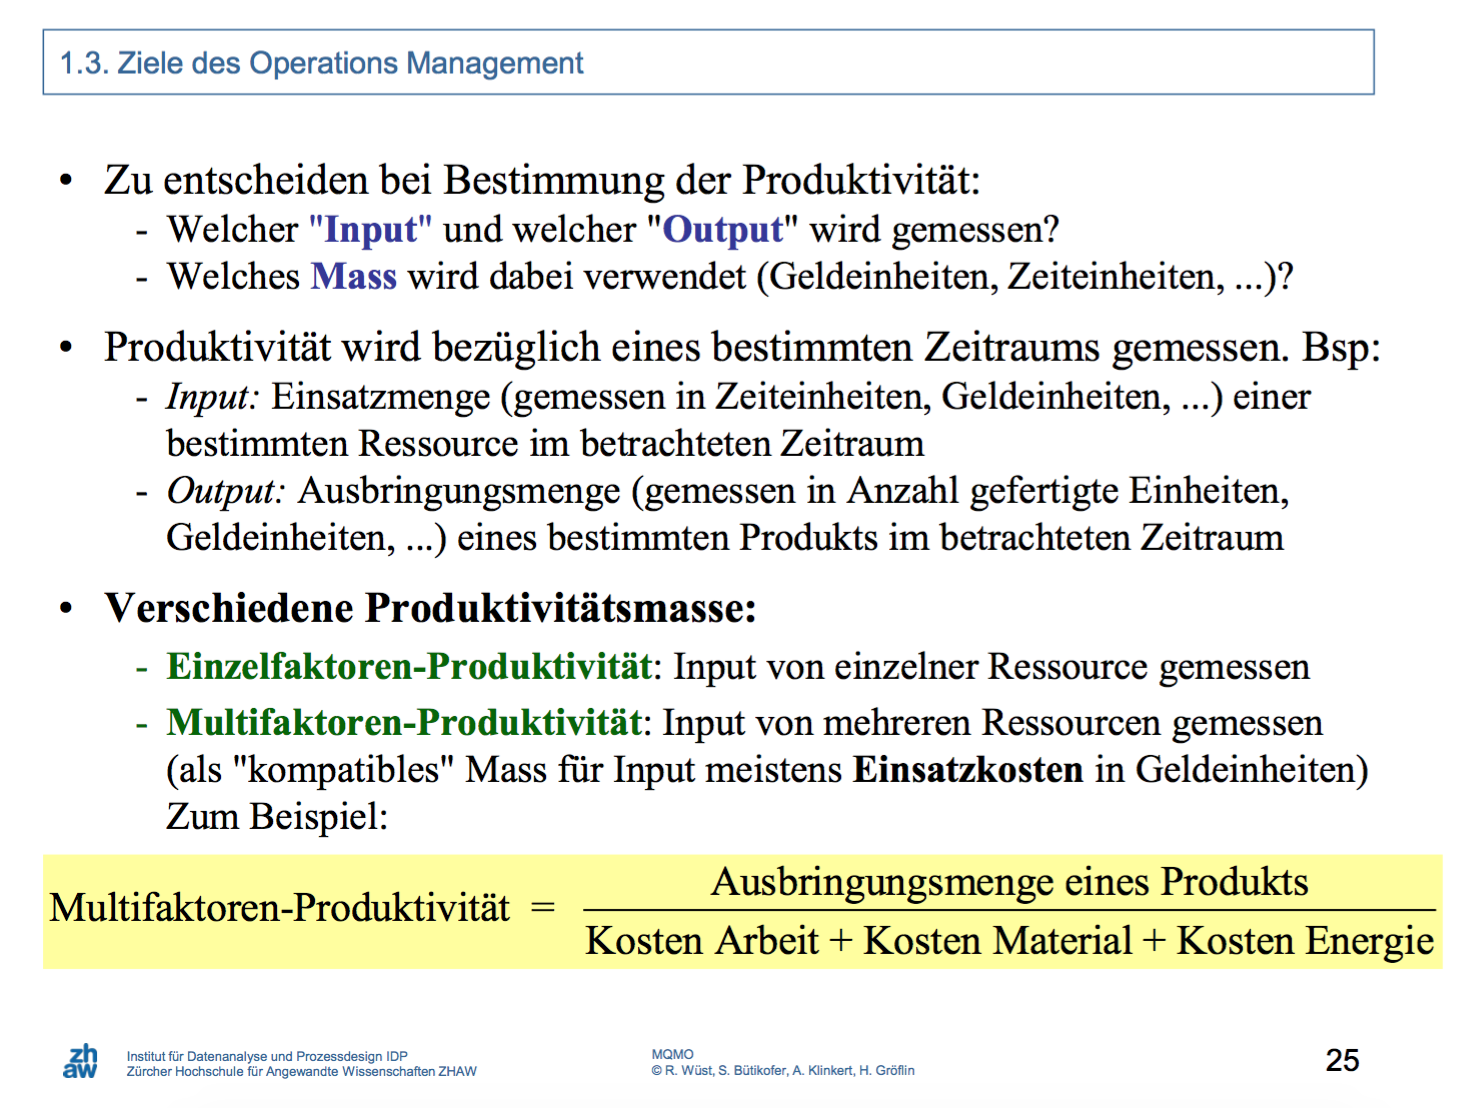 1.3. Ziele des Operations Management
• Zu entscheiden bei Bestimmung der Produktivität:
- Welcher "Input" und welcher "Output" wird gemessen?
- Welches Mass wird dabei verwendet (Geldeinheiten, Zeiteinheiten, ...)?
• Produktivität wird bezüglich eines bestimmten Zeitraums gemessen. Bsp:
- Input: Einsatzmenge (gemessen in Zeiteinheiten, Geldeinheiten, ...) einer
bestimmten Ressource im betrachteten Zeitraum
- Output: Ausbringungsmenge (gemessen in Anzahl gefertigte Einheiten,
Geldeinheiten, ...) eines bestimmten Produkts im betrachteten Zeitraum
• Verschiedene Produktivitätsmasse:
- Einzelfaktoren-Produktivität: Input von einzelner Ressource gemessen
- Multifaktoren-Produktivität: Input von mehreren Ressourcen gemessen
(als "kompatibles" Mass für Input meistens Einsatzkosten in Geldeinheiten)
Zum Beispiel:
Multifaktoren-Produktivität =
Ausbringungsmenge eines Produkts
Kosten Arbeit + Kosten Material + Kosten Energie
zh
aw
Institut für Datenanalyse und Prozessdesign IDP
Zürcher Hochschule für Angewandte Wissenschaften ZHAW
MQMO
© R. Wüst, S. Bütikofer, A. Klinkert, H. Gröflin
25